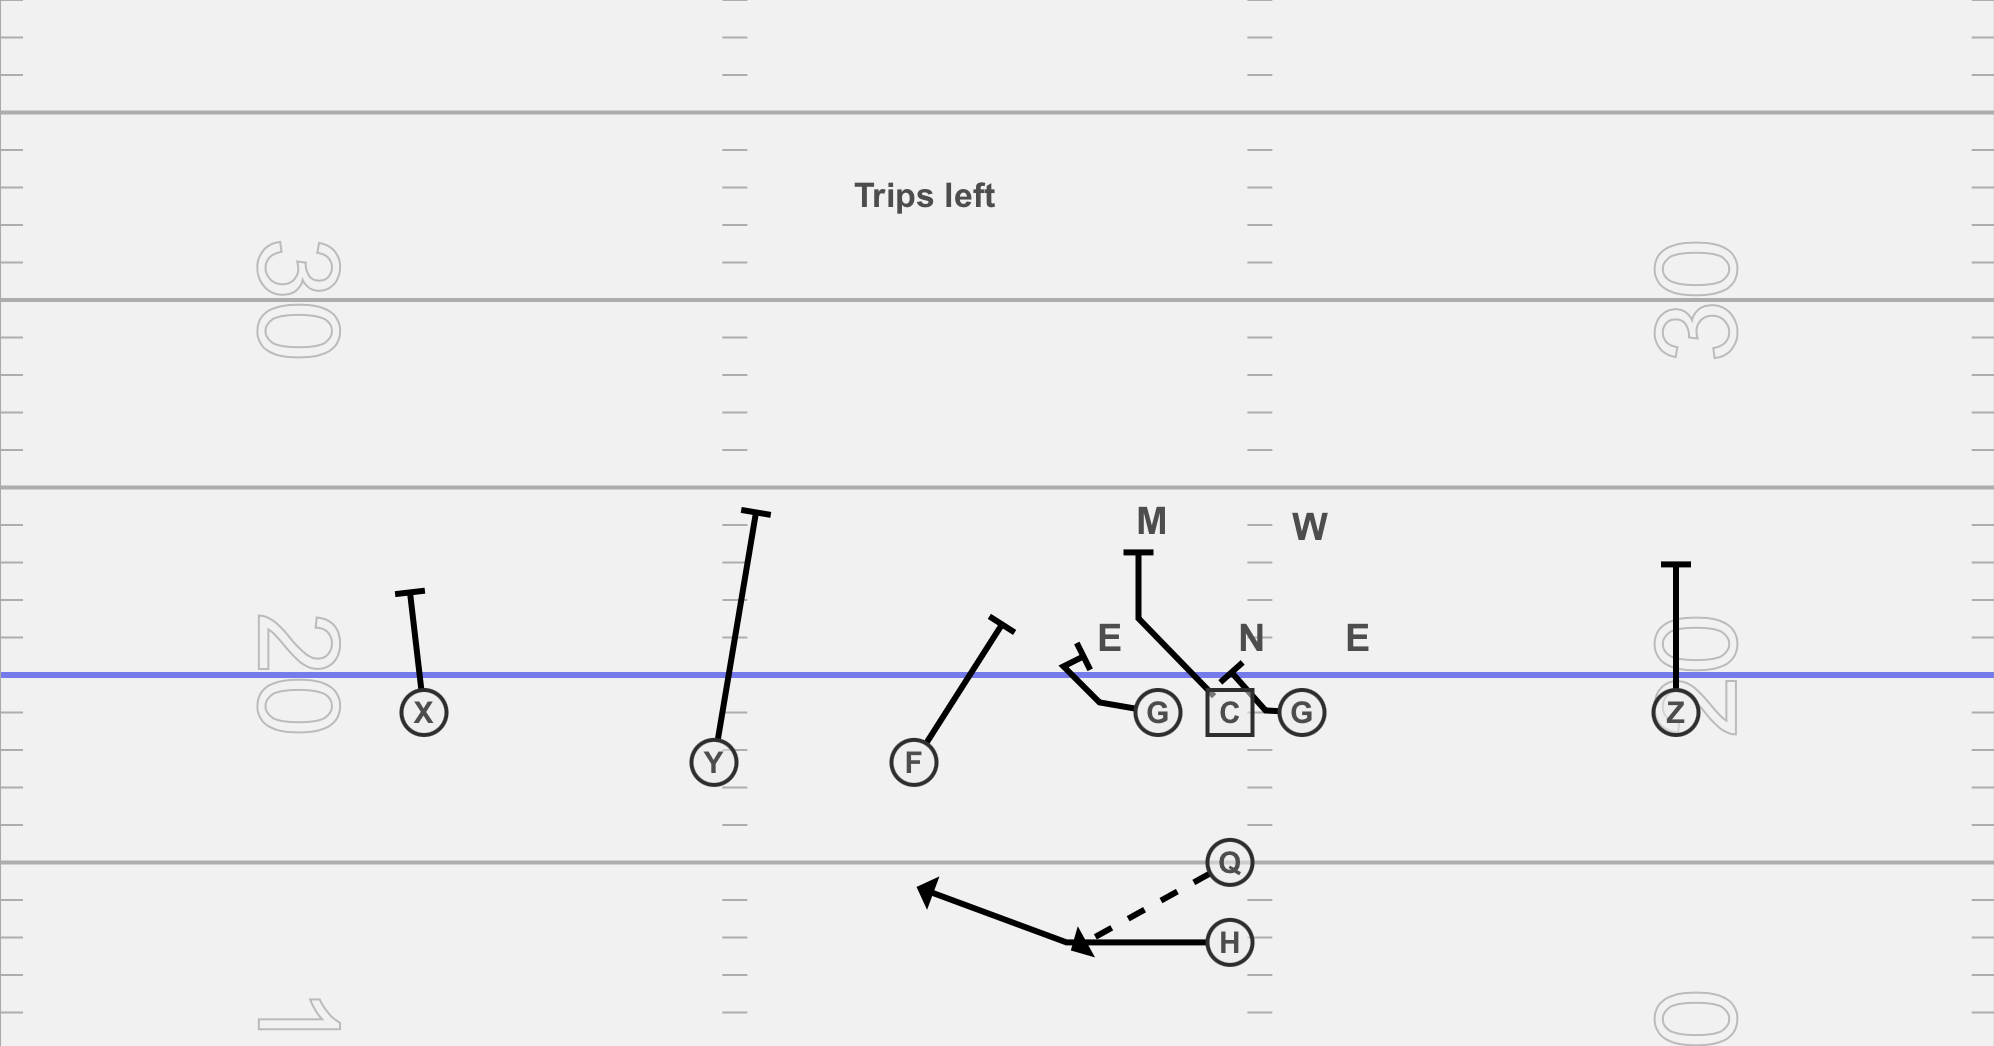 Trips left
30 30
M W
E N E
20 20
X G C G Z
Y F
Q
H
1 0